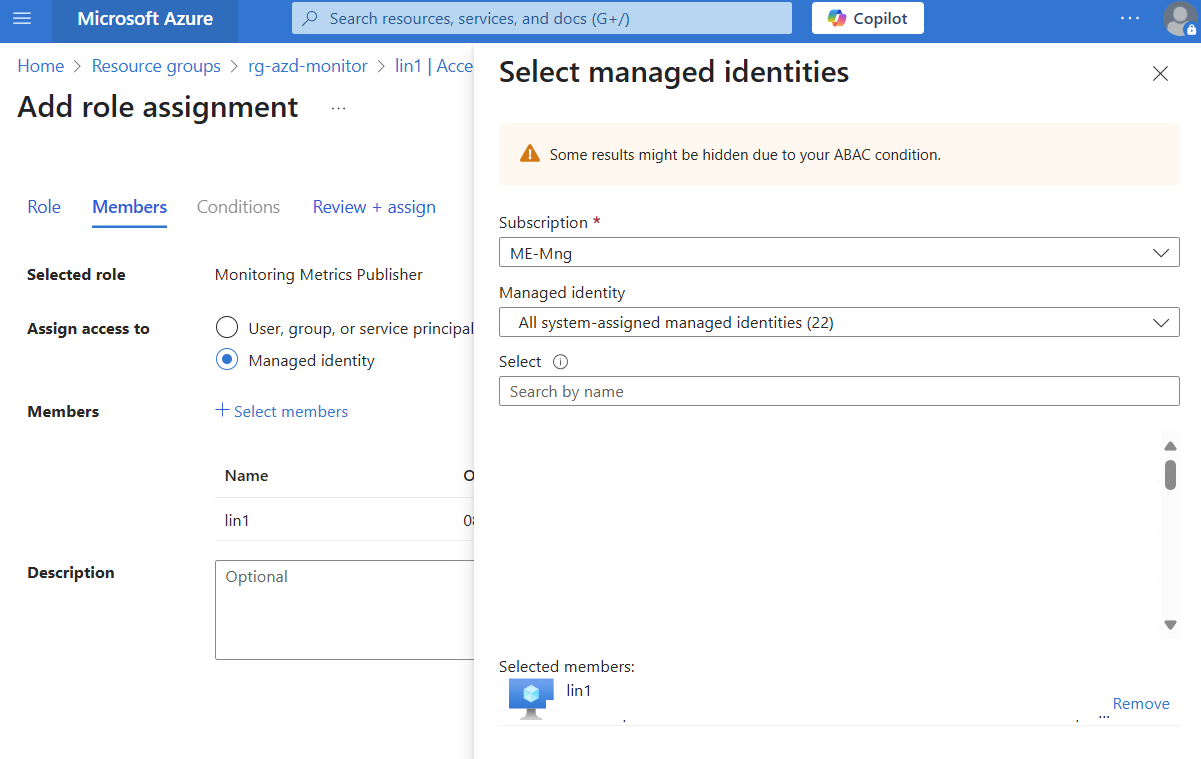 Microsoft Azure
Search resources, services, and docs (G+/)
Copilot
...
Home > Resource groups > rg-azd-monitor > lin1 | Acce
Add role assignment ...
Role
Members
Conditions
Review + assign
Selected role
Monitoring Metrics Publisher
Assign access to
User, group, or service principal
Managed identity
Members
+ Select members
Name
lin1
Description
Optional
Select managed identities
Some results might be hidden due to your ABAC condition.
Subscription *
ME-Mng
Managed identity
All system-assigned managed identities (22)
Select
Search by name
Selected members:
lin1
...
Remove